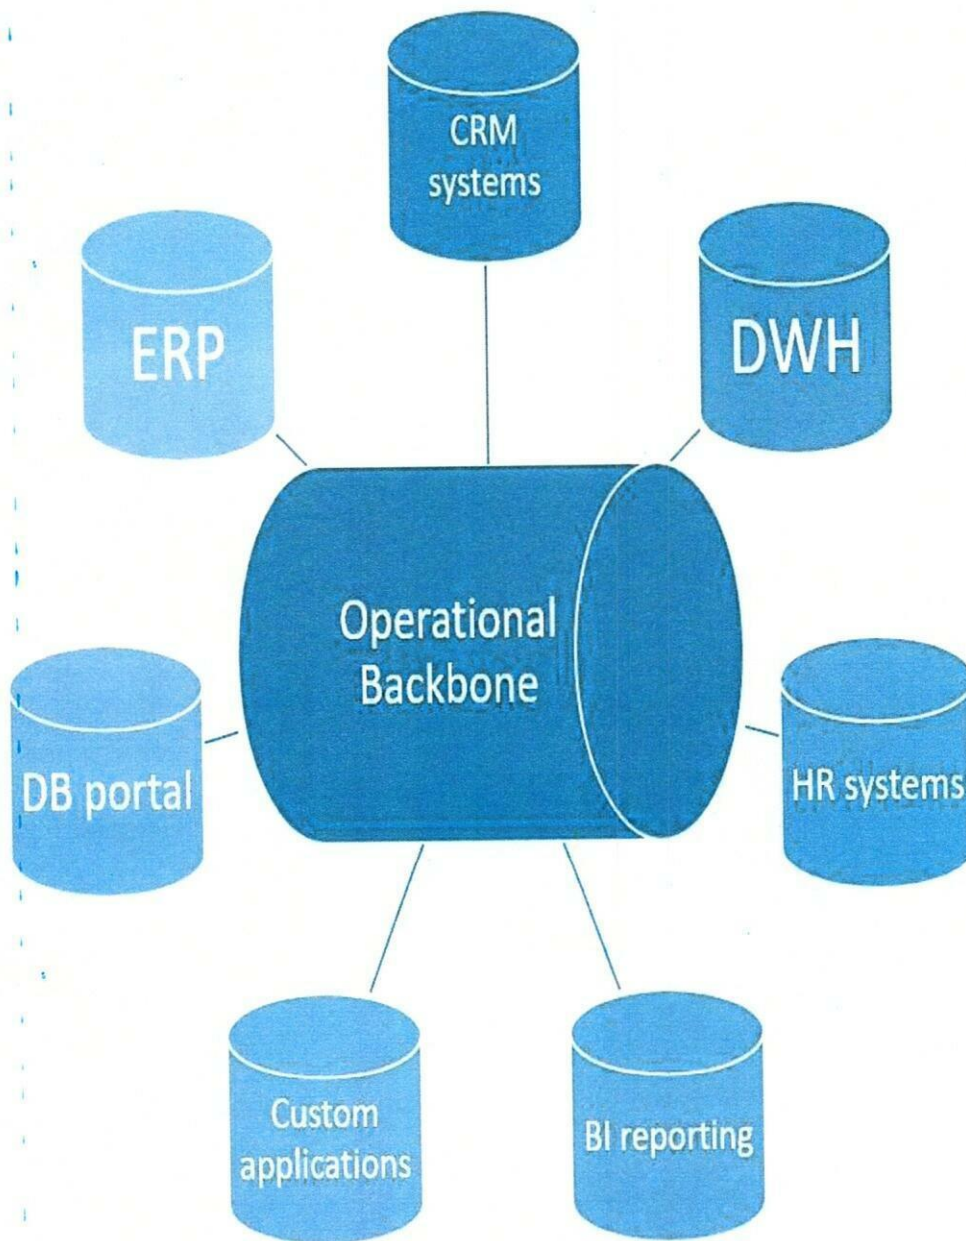 CRM
systems
ERP
DWH
Operational
Backbone
DB portal
HR systems
Custom
applications
BI reporting